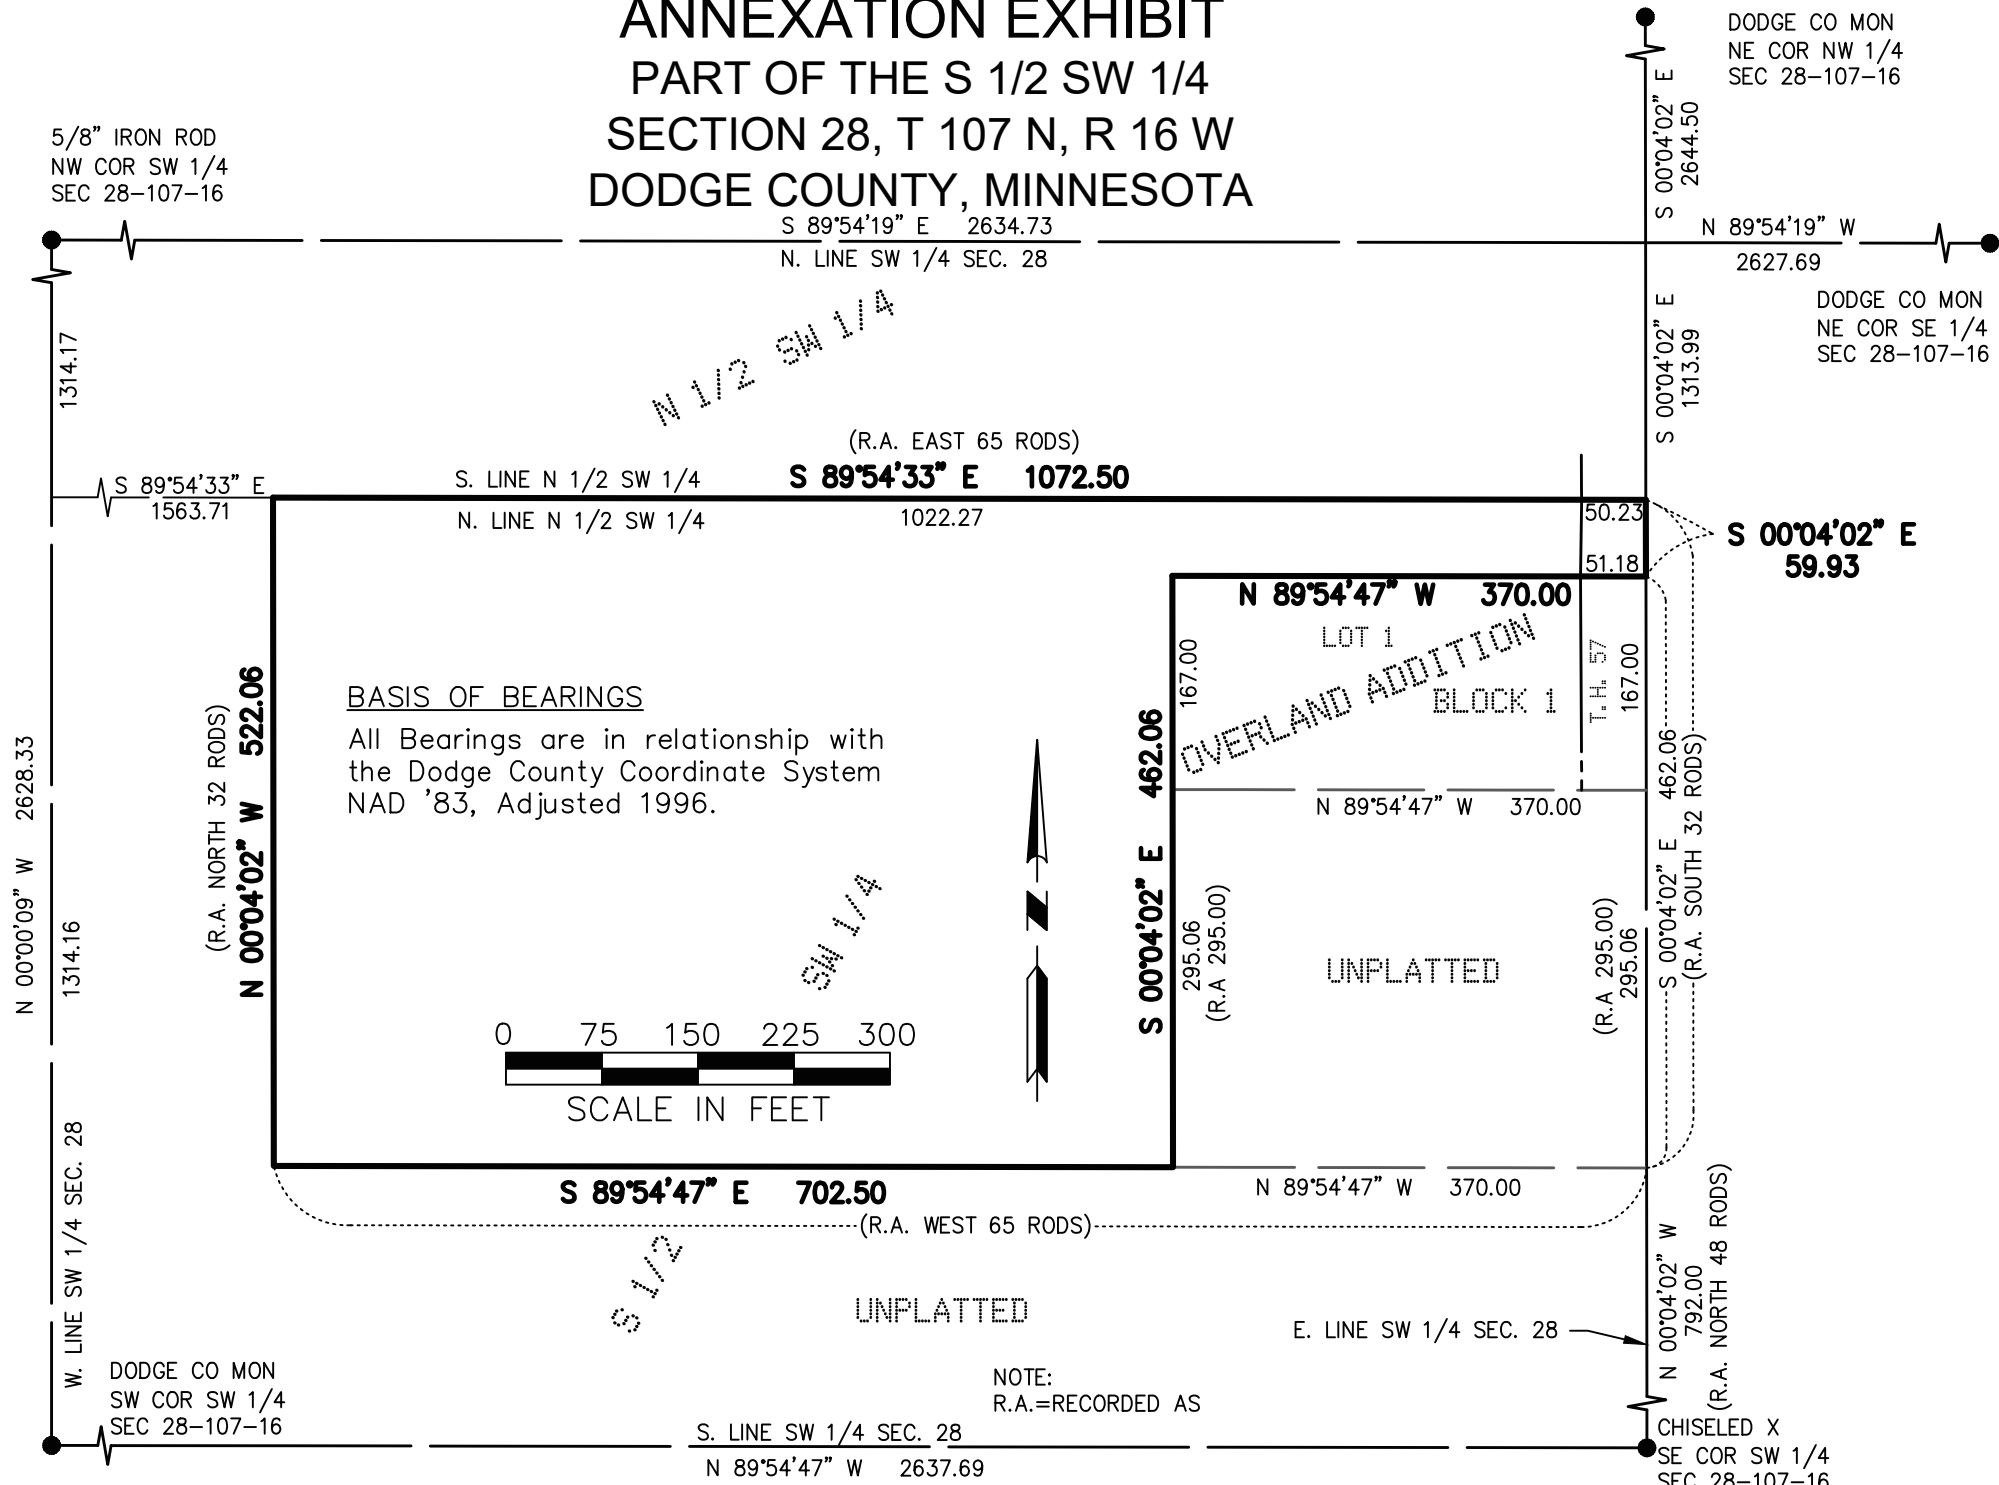 ANNEXATION EXHIBIT
PART OF THE S 1/2 SW 1/4
SECTION 28, T 107 N, R 16 W
DODGE COUNTY, MINNESOTA
DODGE CO MON
NE COR NW 1/4
SEC 28-107-16
5/8" IRON ROD
NW COR SW 1/4
SEC 28-107-16
S 00°04'02" E
2644.50
S 89°54'19" E 2634.73
N. LINE SW 1/4 SEC. 28
N 89°54'19" W
2627.69
DODGE CO MON
NE COR SE 1/4
SEC 28-107-16
1314.17
N 1/2 SW 1/4
S 00°04'02" E
1313.99
(R.A. EAST 65 RODS)
S 89°54'33" E 1072.50
S. LINE N 1/2 SW 1/4
S 89°54'33" E
1563.71
N. LINE N 1/2 SW 1/4
1022.27
50.23
51.18
S 00°04'02" E
59.93
N 89°54'47" W 370.00
LOT 1
BLOCK 1
OVERLAND ADDITION
T.H. 57
167.00
167.00
N 89°54'47" W 370.00
BASIS OF BEARINGS
All Bearings are in relationship with
the Dodge County Coordinate System
NAD '83, Adjusted 1996.
N 00°00'09" W 2628.33
1314.16
W. LINE SW 1/4 SEC. 28
(R.A. NORTH 32 RODS)
N 00°04'02" W 522.06
SW 1/4
N
S 00°04'02" E 462.06
295.06
(R.A 295.00)
UNPLATTED
(R.A 295.00)
295.06
S 00°04'02" E 462.06
(R.A. SOUTH 32 RODS)
0 75 150 225 300
SCALE IN FEET
S 89°54'47" E 702.50
N 89°54'47" W 370.00
(R.A. WEST 65 RODS)
S 1/2
UNPLATTED
E. LINE SW 1/4 SEC. 28
N 00°04'02" W
792.00
(R.A. NORTH 48 RODS)
NOTE:
R.A.=RECORDED AS
DODGE CO MON
SW COR SW 1/4
SEC 28-107-16
S. LINE SW 1/4 SEC. 28
N 89°54'47" W 2637.69
CHISELED X
SE COR SW 1/4
SEC 28-107-16